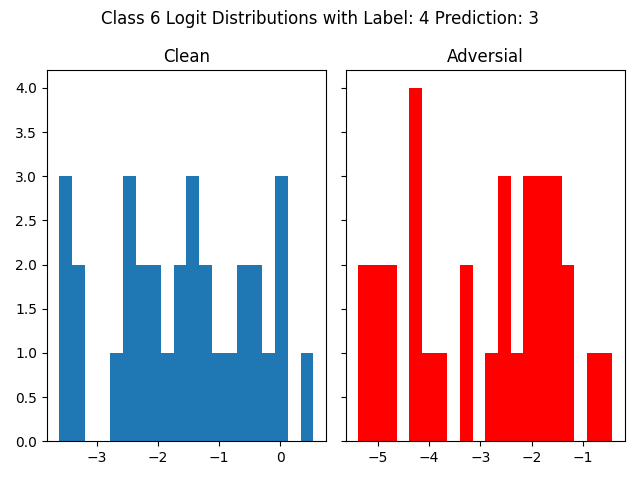 Class 6 Logit Distributions with Label: 4 Prediction: 3
Clean
Adversial
4.0
3.5
3.0
2.5
2.0
1.5
1.0
0.5
0.0
−3 −2 −1 0
−5 −4 −3 −2 −1